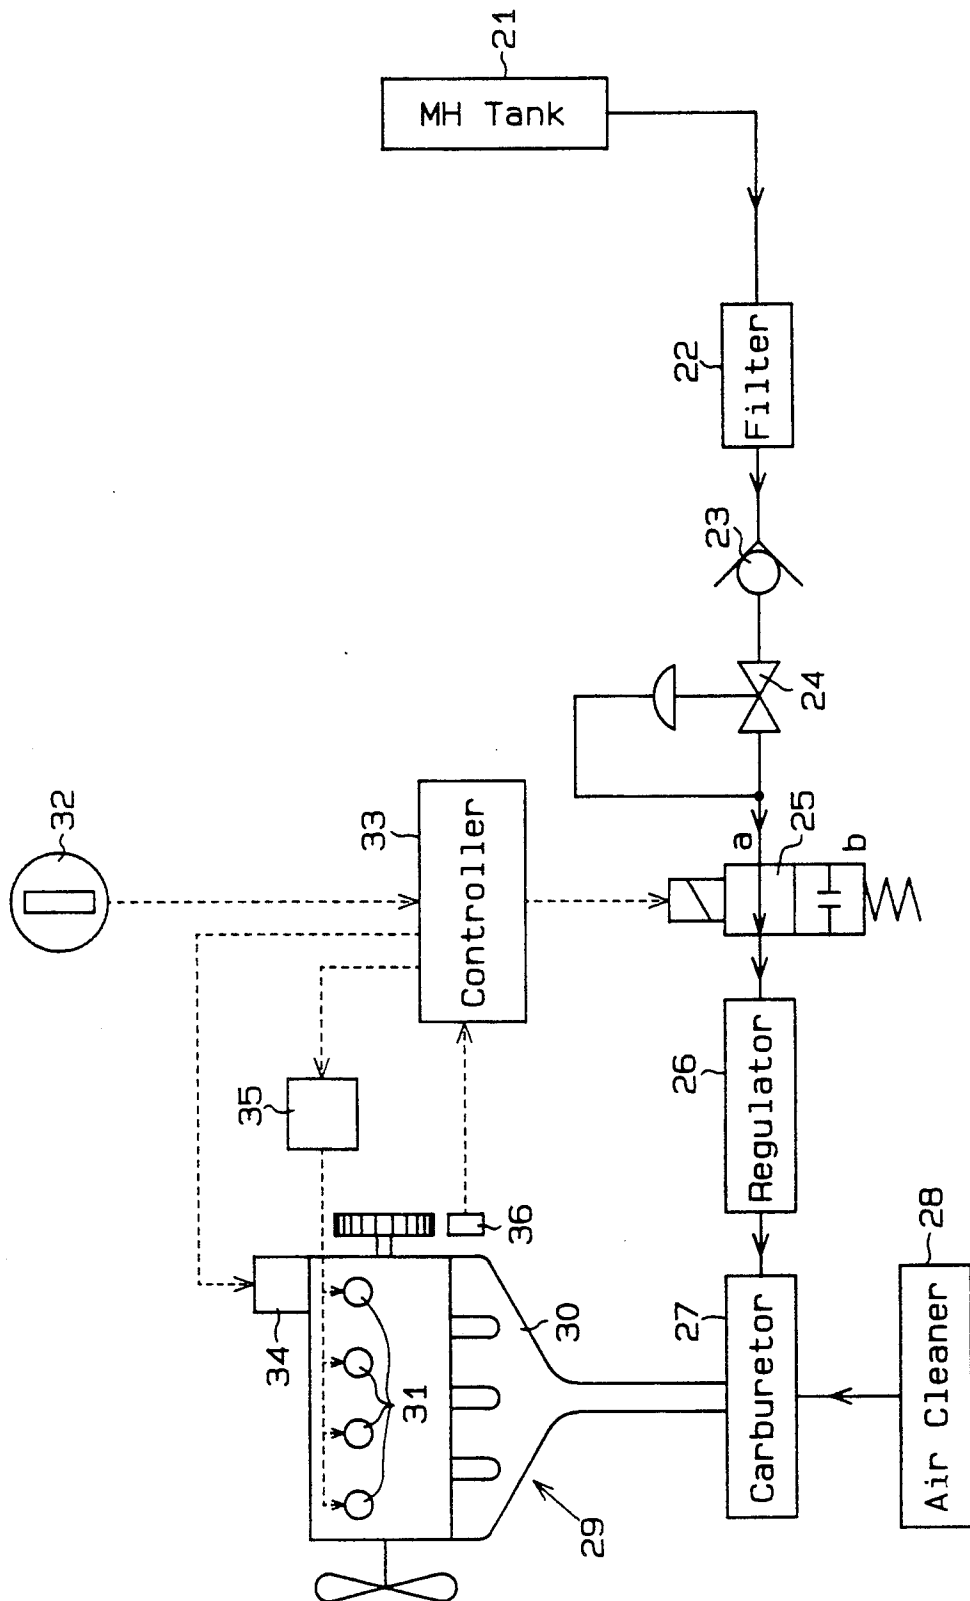 21
MH Tank
22
Filter
23
24
25
a
b
32
33
Controller
26
Regulator
35
36
34
31
30
29
27
Carburetor
28
Air Cleaner